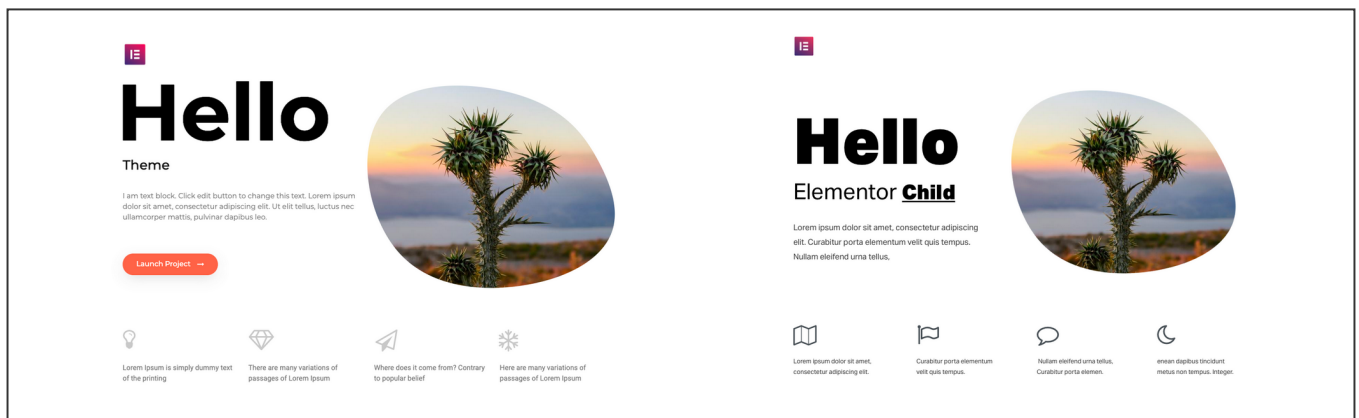 Hello
Theme
I am text block. Click edit button to change this text. Lorem ipsum
dolor sit amet, consectetur adipiscing elit. Ut elit tellus, luctus nec
ullamcorper mattis, pulvinar dapibus leo.
Launch Project →
Lorem Ipsum is simply dummy text
of the printing
There are many variations of
passages of Lorem Ipsum
Where does it come from? Contrary
to popular belief
Here are many variations of
passages of Lorem Ipsum
Hello
Elementor Child
Lorem ipsum dolor sit amet, consectetur adipiscing
elit. Curabitur porta elementum velit quis tempus.
Nullam eleifend urna tellus,
Lorem ipsum dolor sit amet,
consectetur adipiscing elit.
Curabitur porta elementum
velit quis tempus.
Nullam eleifend urna tellus,
Curabitur porta elemen.
enean dapibus tincidunt
metus non tempus. Integer.